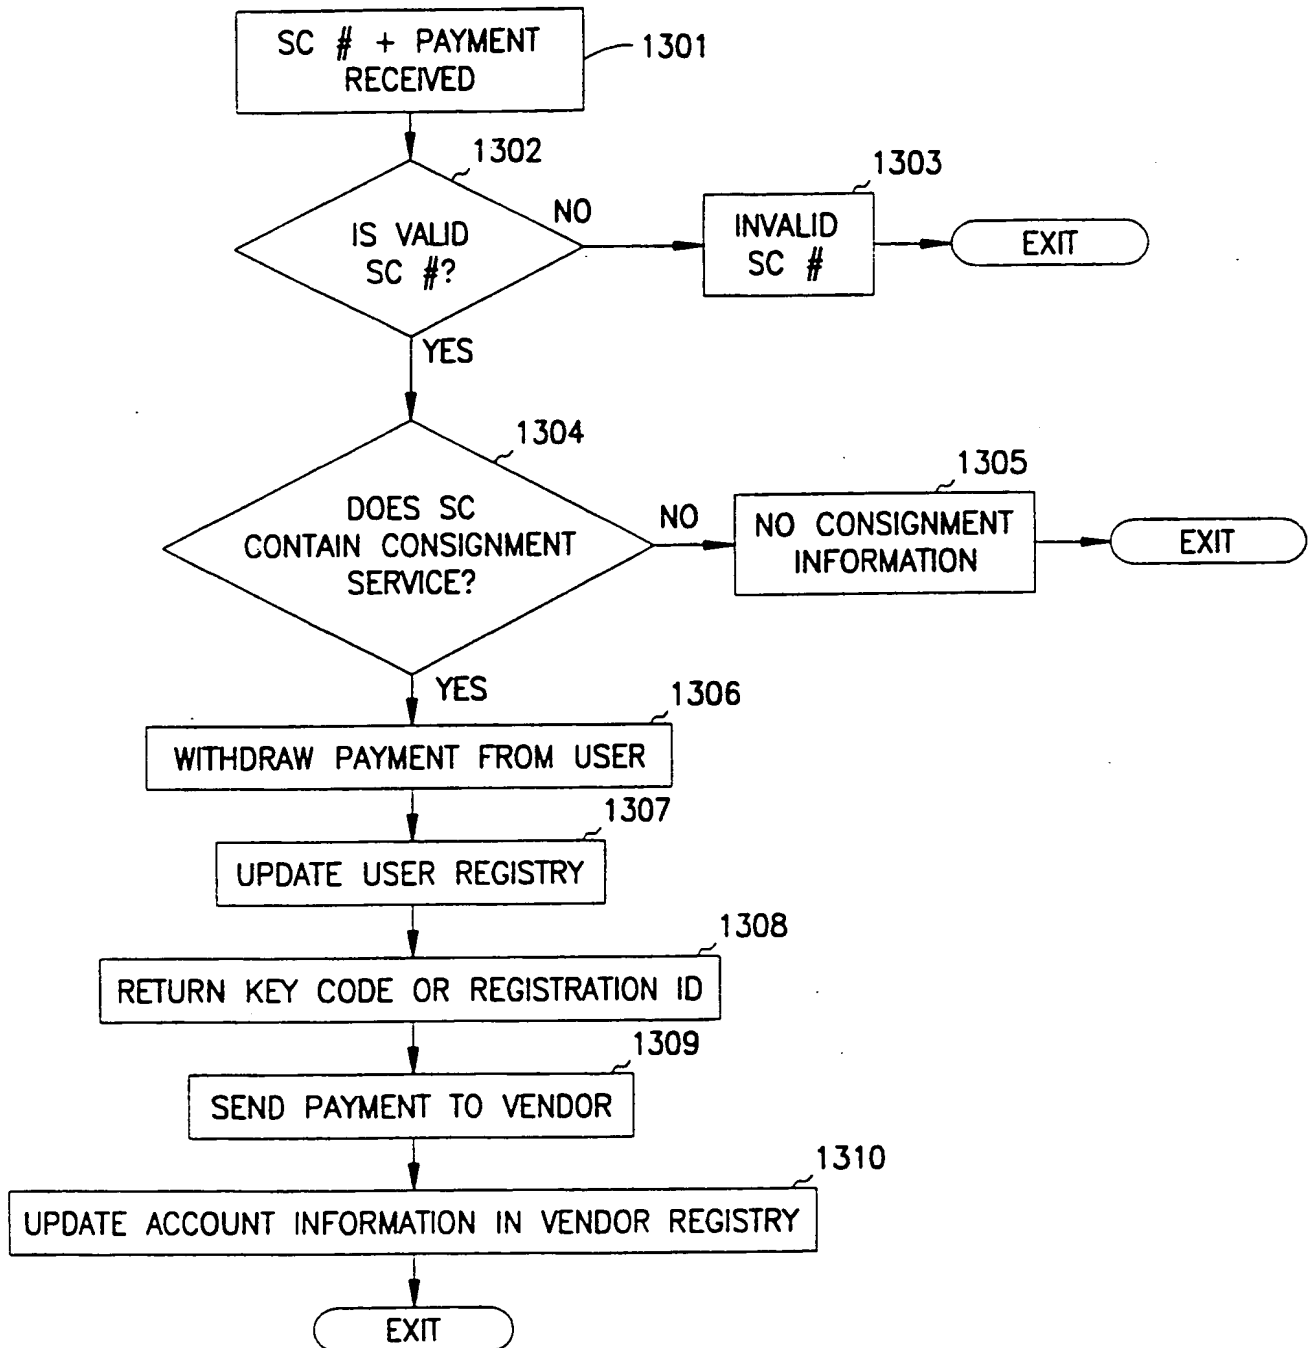 SC # + PAYMENT
RECEIVED
1301
1302
IS VALID
SC #?
NO
1303
INVALID
SC #
EXIT
YES
1304
DOES SC
CONTAIN CONSIGNMENT
SERVICE?
NO
1305
NO CONSIGNMENT
INFORMATION
EXIT
YES
1306
WITHDRAW PAYMENT FROM USER
1307
UPDATE USER REGISTRY
1308
RETURN KEY CODE OR REGISTRATION ID
1309
SEND PAYMENT TO VENDOR
1310
UPDATE ACCOUNT INFORMATION IN VENDOR REGISTRY
EXIT